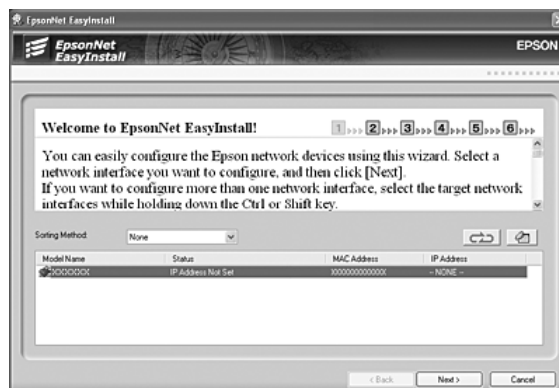 EpsonNet EasyInstall
EpsonNet
EasyInstall
EPSON
Welcome to EpsonNet EasyInstall!
1 >>> 2 >>> 3 >>> 4 >>> 5 >>> 6 >>>
You can easily configure the Epson network devices using this wizard. Select a
network interface you want to configure, and then click [Next].
If you want to configure more than one network interface, select the target network
interfaces while holding down the Ctrl or Shift key.
Sorting Method: None
Model Name Status MAC Address IP Address
XXXXXXX IP Address Not Set XXXXXXXXXXXX -- NONE --
< Back Next > Cancel